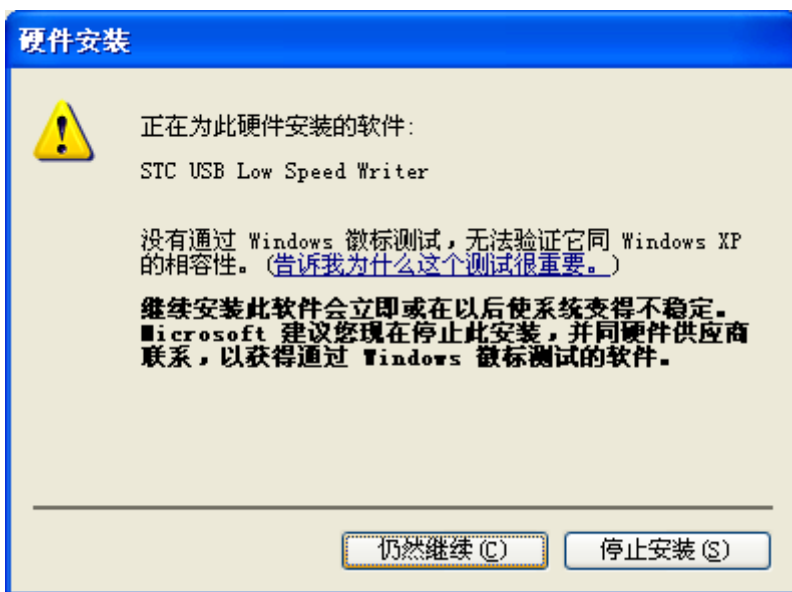 硬件安装
正在为此硬件安装的软件:
STC USB Low Speed Writer
没有通过 Windows 徽标测试，无法验证它同 Windows XP
的相容性。(告诉我为什么这个测试很重要。)
继续安装此软件会立即或在以后使系统变得不稳定。
Microsoft 建议您现在停止此安装，并同硬件供应商
联系，以获得通过 Windows 徽标测试的软件。
仍然继续(C)
停止安装(S)